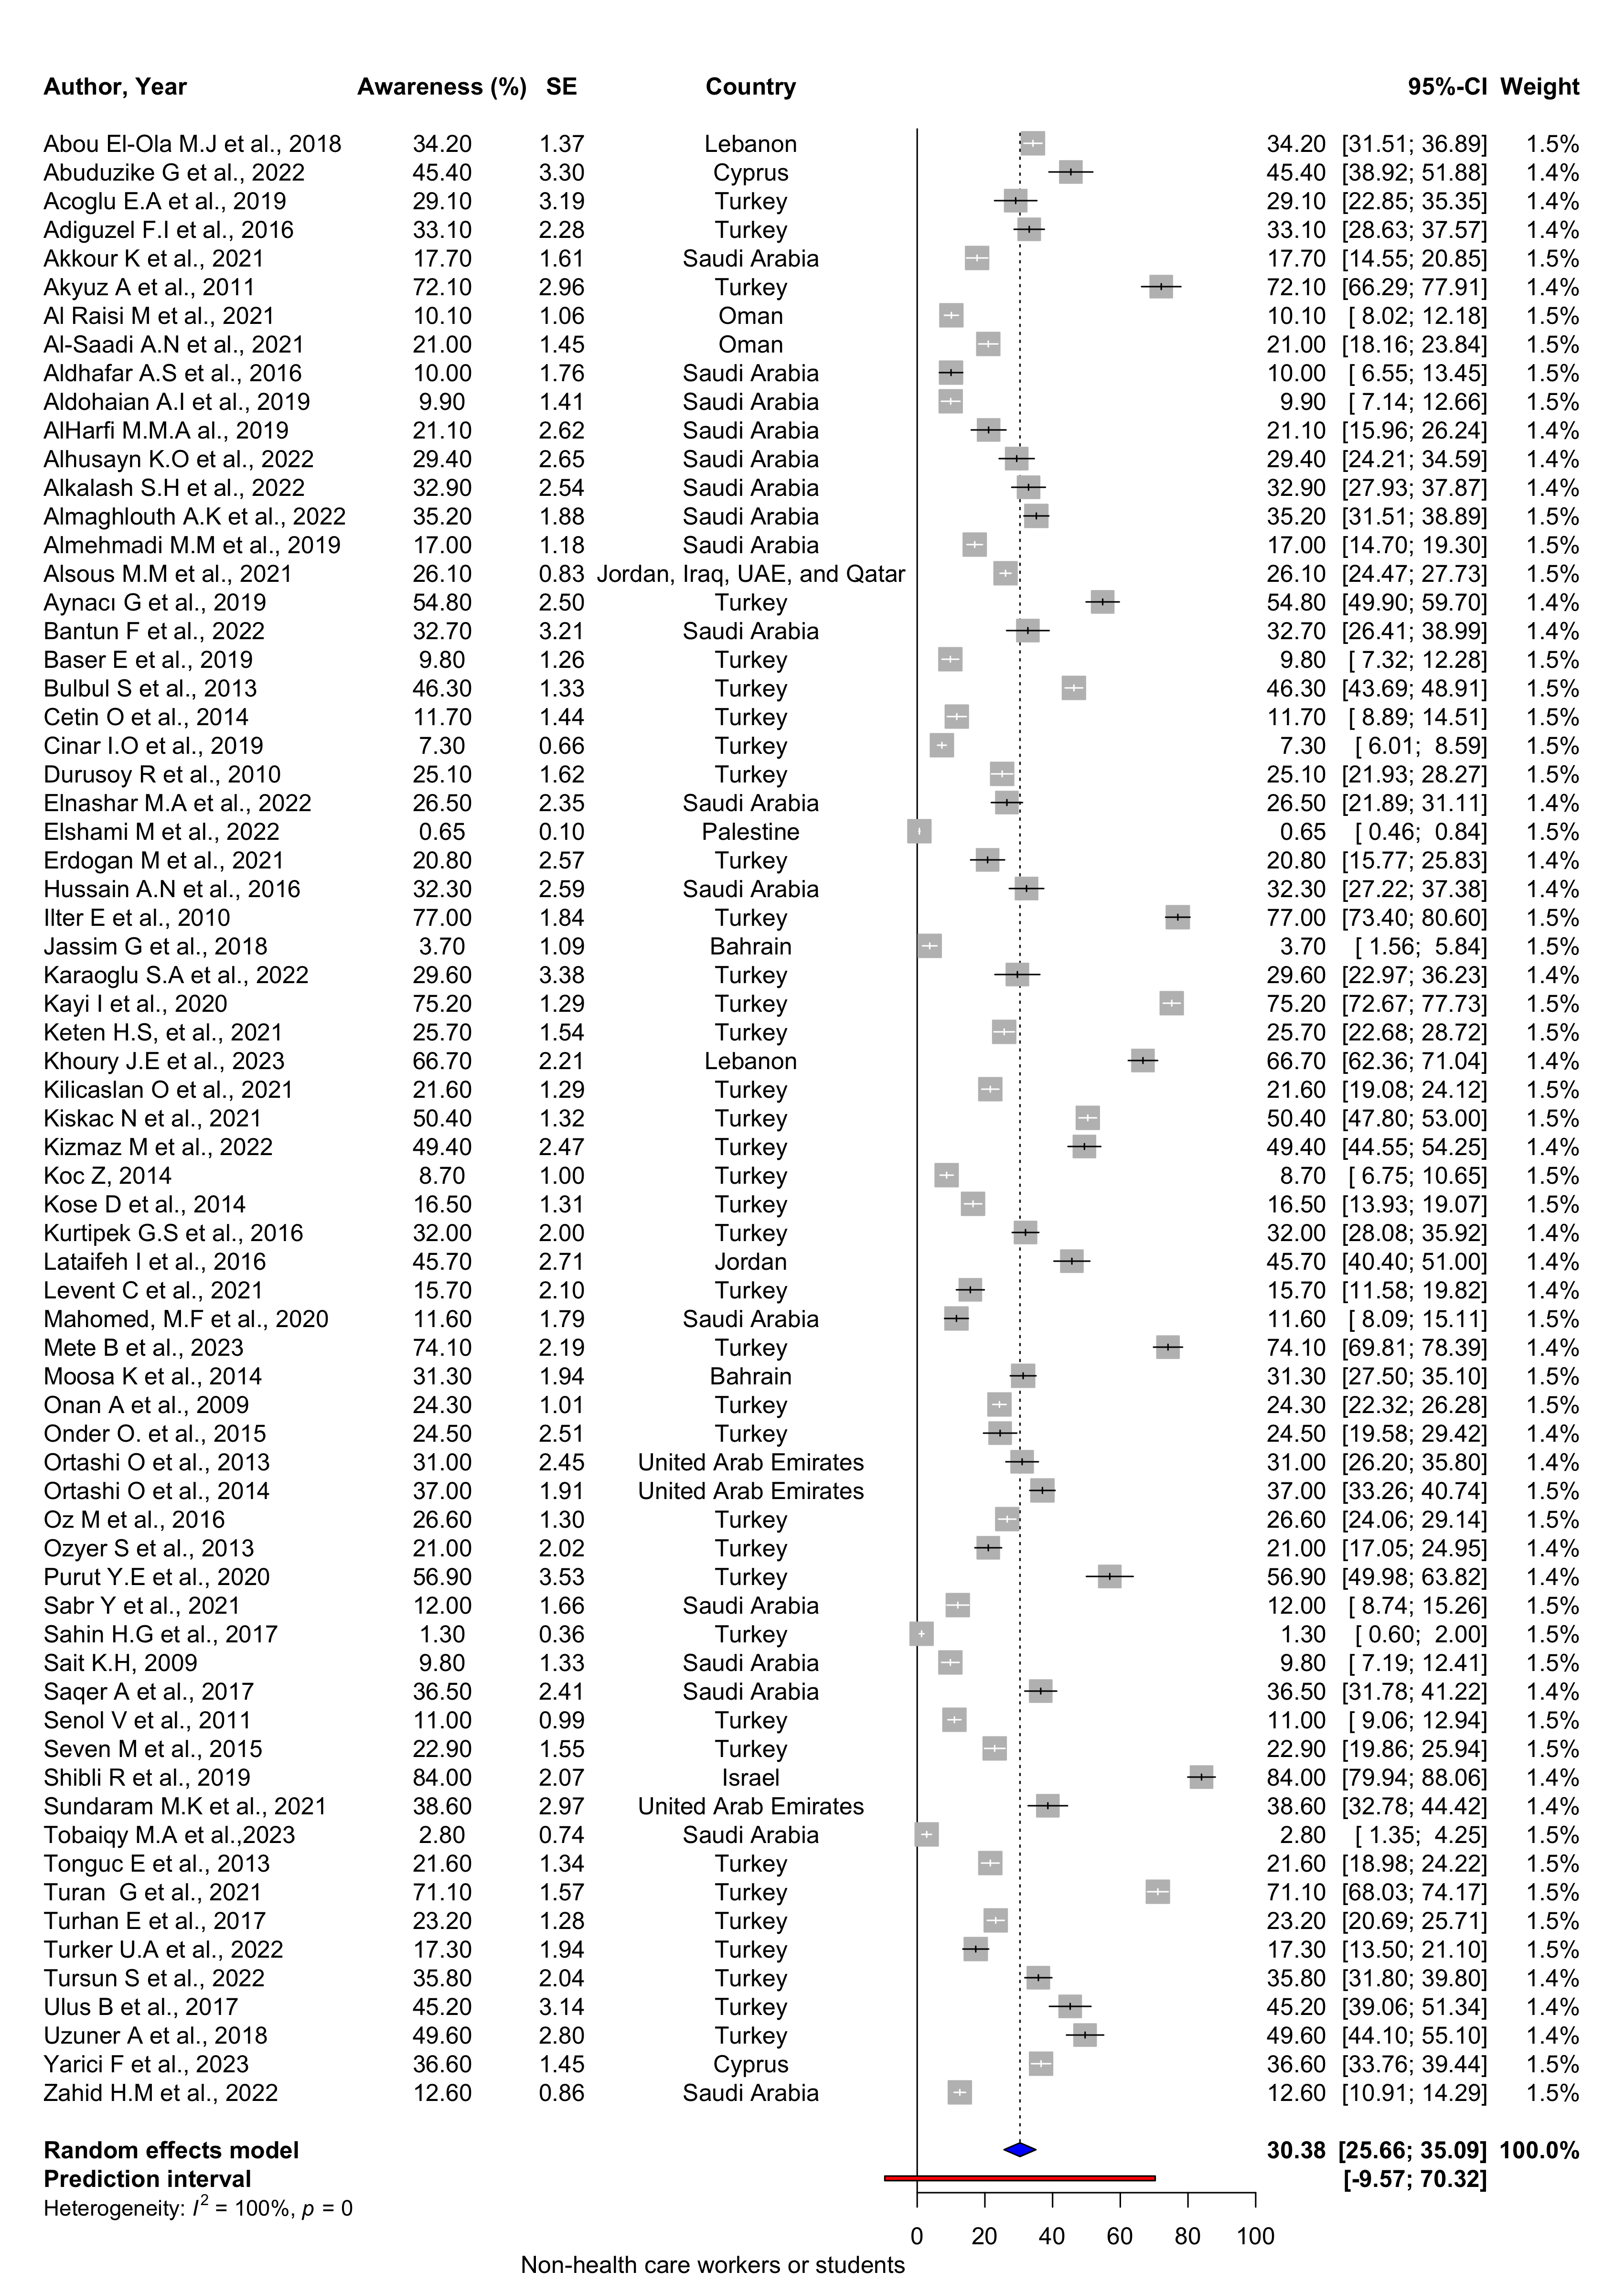 Author, Year Awareness (%) SE Country 95%-CI Weight
Abou El-Ola M.J et al., 2018 34.20 1.37 Lebanon 34.20 [31.51; 36.89] 1.5%
Abuduzike G et al., 2022 45.40 3.30 Cyprus 45.40 [38.92; 51.88] 1.4%
Acoglu E.A et al., 2019 29.10 3.19 Turkey 29.10 [22.85; 35.35] 1.4%
Adiguzel F.I et al., 2016 33.10 2.28 Turkey 33.10 [28.63; 37.57] 1.4%
Akkour K et al., 2021 17.70 1.61 Saudi Arabia 17.70 [14.55; 20.85] 1.5%
Akyuz A et al., 2011 72.10 2.96 Turkey 72.10 [66.29; 77.91] 1.4%
Al Raisi M et al., 2021 10.10 1.06 Oman 10.10 [ 8.02; 12.18] 1.5%
Al-Saadi A.N et al., 2021 21.00 1.45 Oman 21.00 [18.16; 23.84] 1.5%
Aldhafar A.S et al., 2016 10.00 1.76 Saudi Arabia 10.00 [ 6.55; 13.45] 1.5%
Aldohaian A.I et al., 2019 9.90 1.41 Saudi Arabia 9.90 [ 7.14; 12.66] 1.5%
AlHarfi M.M.A al., 2019 21.10 2.62 Saudi Arabia 21.10 [15.96; 26.24] 1.4%
Alhusayn K.O et al., 2022 29.40 2.65 Saudi Arabia 29.40 [24.21; 34.59] 1.4%
Alkalash S.H et al., 2022 32.90 2.54 Saudi Arabia 32.90 [27.93; 37.87] 1.4%
Almaghlouth A.K et al., 2022 35.20 1.88 Saudi Arabia 35.20 [31.51; 38.89] 1.5%
Almehmadi M.M et al., 2019 17.00 1.18 Saudi Arabia 17.00 [14.70; 19.30] 1.5%
Alsous M.M et al., 2021 26.10 0.83 Jordan, Iraq, UAE, and Qatar 26.10 [24.47; 27.73] 1.5%
Aynacı G et al., 2019 54.80 2.50 Turkey 54.80 [49.90; 59.70] 1.4%
Bantun F et al., 2022 32.70 3.21 Saudi Arabia 32.70 [26.41; 38.99] 1.4%
Baser E et al., 2019 9.80 1.26 Turkey 9.80 [ 7.32; 12.28] 1.5%
Bulbul S et al., 2013 46.30 1.33 Turkey 46.30 [43.69; 48.91] 1.5%
Cetin O et al., 2014 11.70 1.44 Turkey 11.70 [ 8.89; 14.51] 1.5%
Cinar I.O et al., 2019 7.30 0.66 Turkey 7.30 [ 6.01; 8.59] 1.5%
Durusoy R et al., 2010 25.10 1.62 Turkey 25.10 [21.93; 28.27] 1.5%
Elnashar M.A et al., 2022 26.50 2.35 Saudi Arabia 26.50 [21.89; 31.11] 1.4%
Elshami M et al., 2022 0.65 0.10 Palestine 0.65 [ 0.46; 0.84] 1.5%
Erdogan M et al., 2021 20.80 2.57 Turkey 20.80 [15.77; 25.83] 1.4%
Hussain A.N et al., 2016 32.30 2.59 Saudi Arabia 32.30 [27.22; 37.38] 1.4%
Ilter E et al., 2010 77.00 1.84 Turkey 77.00 [73.40; 80.60] 1.5%
Jassim G et al., 2018 3.70 1.09 Bahrain 3.70 [ 1.56; 5.84] 1.5%
Karaoglu S.A et al., 2022 29.60 3.38 Turkey 29.60 [22.97; 36.23] 1.4%
Kayi I et al., 2020 75.20 1.29 Turkey 75.20 [72.67; 77.73] 1.5%
Keten H.S, et al., 2021 25.70 1.54 Turkey 25.70 [22.68; 28.72] 1.5%
Khoury J.E et al., 2023 66.70 2.21 Lebanon 66.70 [62.36; 71.04] 1.4%
Kilicaslan O et al., 2021 21.60 1.29 Turkey 21.60 [19.08; 24.12] 1.5%
Kiskac N et al., 2021 50.40 1.32 Turkey 50.40 [47.80; 53.00] 1.5%
Kizmaz M et al., 2022 49.40 2.47 Turkey 49.40 [44.55; 54.25] 1.4%
Koc Z, 2014 8.70 1.00 Turkey 8.70 [ 6.75; 10.65] 1.5%
Kose D et al., 2014 16.50 1.31 Turkey 16.50 [13.93; 19.07] 1.5%
Kurtipek G.S et al., 2016 32.00 2.00 Turkey 32.00 [28.08; 35.92] 1.4%
Lataifeh I et al., 2016 45.70 2.71 Jordan 45.70 [40.40; 51.00] 1.4%
Levent C et al., 2021 15.70 2.10 Turkey 15.70 [11.58; 19.82] 1.4%
Mahomed, M.F et al., 2020 11.60 1.79 Saudi Arabia 11.60 [ 8.09; 15.11] 1.5%
Mete B et al., 2023 74.10 2.19 Turkey 74.10 [69.81; 78.39] 1.4%
Moosa K et al., 2014 31.30 1.94 Bahrain 31.30 [27.50; 35.10] 1.5%
Onan A et al., 2009 24.30 1.01 Turkey 24.30 [22.32; 26.28] 1.5%
Onder O. et al., 2015 24.50 2.51 Turkey 24.50 [19.58; 29.42] 1.4%
Ortashi O et al., 2013 31.00 2.45 United Arab Emirates 31.00 [26.20; 35.80] 1.4%
Ortashi O et al., 2014 37.00 1.91 United Arab Emirates 37.00 [33.26; 40.74] 1.5%
Oz M et al., 2016 26.60 1.30 Turkey 26.60 [24.06; 29.14] 1.5%
Ozyer S et al., 2013 21.00 2.02 Turkey 21.00 [17.05; 24.95] 1.4%
Purut Y.E et al., 2020 56.90 3.53 Turkey 56.90 [49.98; 63.82] 1.4%
Sabr Y et al., 2021 12.00 1.66 Saudi Arabia 12.00 [ 8.74; 15.26] 1.5%
Sahin H.G et al., 2017 1.30 0.36 Turkey 1.30 [ 0.60; 2.00] 1.5%
Sait K.H, 2009 9.80 1.33 Saudi Arabia 9.80 [ 7.19; 12.41] 1.5%
Saqer A et al., 2017 36.50 2.41 Saudi Arabia 36.50 [31.78; 41.22] 1.4%
Senol V et al., 2011 11.00 0.99 Turkey 11.00 [ 9.06; 12.94] 1.5%
Seven M et al., 2015 22.90 1.55 Turkey 22.90 [19.86; 25.94] 1.5%
Shibli R et al., 2019 84.00 2.07 Israel 84.00 [79.94; 88.06] 1.4%
Sundaram M.K et al., 2021 38.60 2.97 United Arab Emirates 38.60 [32.78; 44.42] 1.4%
Tobaiqy M.A et al.,2023 2.80 0.74 Saudi Arabia 2.80 [ 1.35; 4.25] 1.5%
Tonguc E et al., 2013 21.60 1.34 Turkey 21.60 [18.98; 24.22] 1.5%
Turan G et al., 2021 71.10 1.57 Turkey 71.10 [68.03; 74.17] 1.5%
Turhan E et al., 2017 23.20 1.28 Turkey 23.20 [20.69; 25.71] 1.5%
Turker U.A et al., 2022 17.30 1.94 Turkey 17.30 [13.50; 21.10] 1.5%
Tursun S et al., 2022 35.80 2.04 Turkey 35.80 [31.80; 39.80] 1.4%
Ulus B et al., 2017 45.20 3.14 Turkey 45.20 [39.06; 51.34] 1.4%
Uzuner A et al., 2018 49.60 2.80 Turkey 49.60 [44.10; 55.10] 1.4%
Yarici F et al., 2023 36.60 1.45 Cyprus 36.60 [33.76; 39.44] 1.5%
Zahid H.M et al., 2022 12.60 0.86 Saudi Arabia 12.60 [10.91; 14.29] 1.5%
Random effects model 30.38 [25.66; 35.09] 100.0%
Prediction interval [-9.57; 70.32]
Heterogeneity: I² = 100%, p = 0
0 20 40 60 80 100
Non-health care workers or students